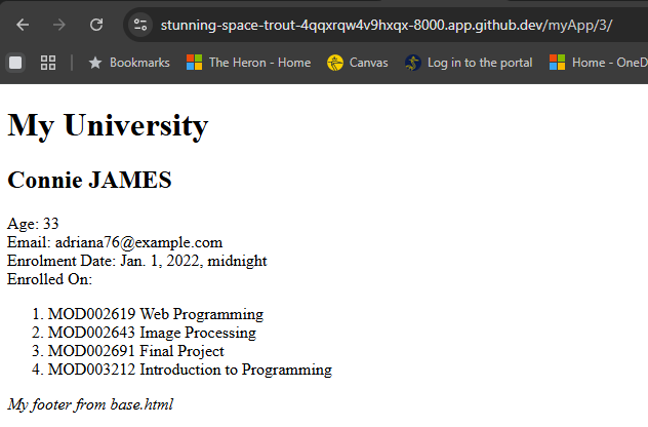 stunning-space-trout-4qqxrqw4v9hxqx-8000.app.github.dev/myApp/3/
Bookmarks The Heron - Home Canvas Log in to the portal Home - OneD
My University
Connie JAMES
Age: 33
Email: adriana76@example.com
Enrolment Date: Jan. 1, 2022, midnight
Enrolled On:
1. MOD002619 Web Programming
2. MOD002643 Image Processing
3. MOD002691 Final Project
4. MOD003212 Introduction to Programming
My footer from base.html